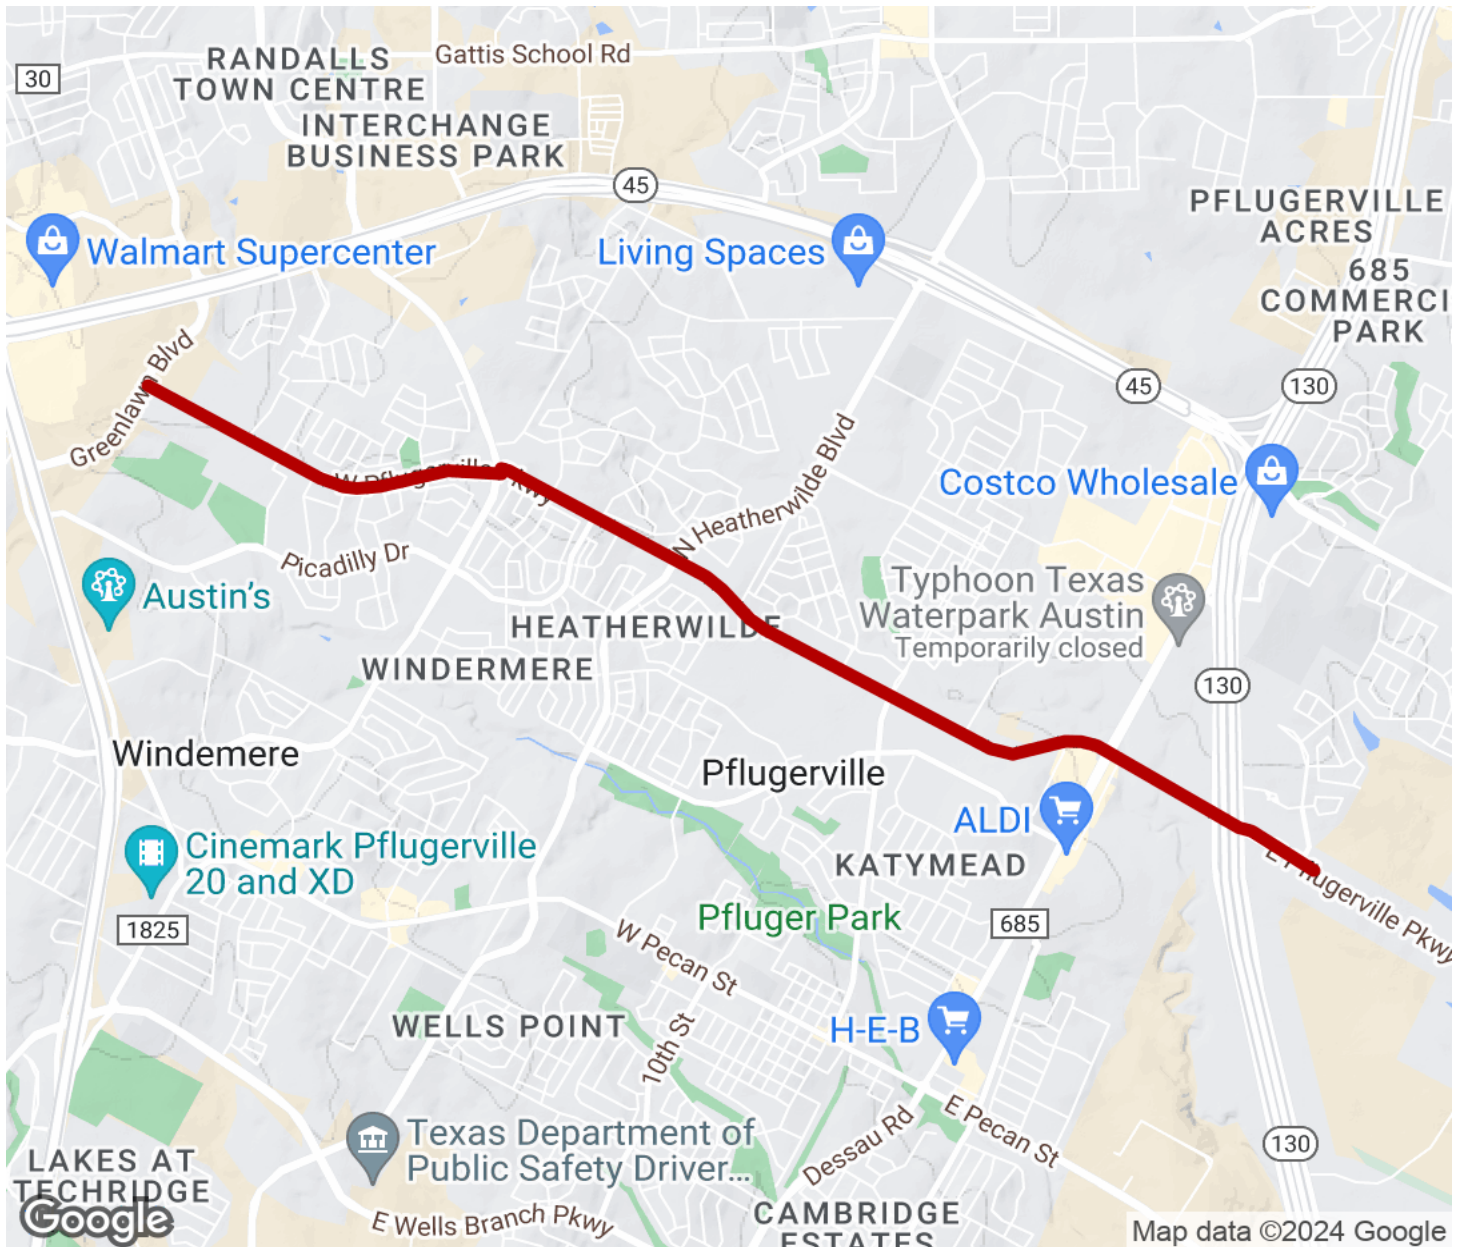 Gattis School Rd
RANDALLS
TOWN CENTRE
30
INTERCHANGE
BUSINESS PARK
45
PFLUGERVILLE
ACRES
Walmart Supercenter
Living Spaces
685
COMMERCI
PARK
Greenlawn Blvd
45
130
W Pflugerville Pkwy
N Heatherwilde Blvd
Costco Wholesale
Picadilly Dr
Austin's
Typhoon Texas
Waterpark Austin
Temporarily closed
HEATHERWILDE
WINDERMERE
130
Windemere
Pflugerville
ALDI
Cinemark Pflugerville
20 and XD
KATYMEAD
E Pflugerville Pkwy
1825
Pfluger Park
685
W Pecan St
WELLS POINT
H-E-B
10th St
Texas Department of
Public Safety Driver...
Dessau Rd
E Pecan St
130
LAKES AT
TECHRIDGE
Google
E Wells Branch Pkwy
CAMBRIDGE
ESTATES
Map data ©2024 Google